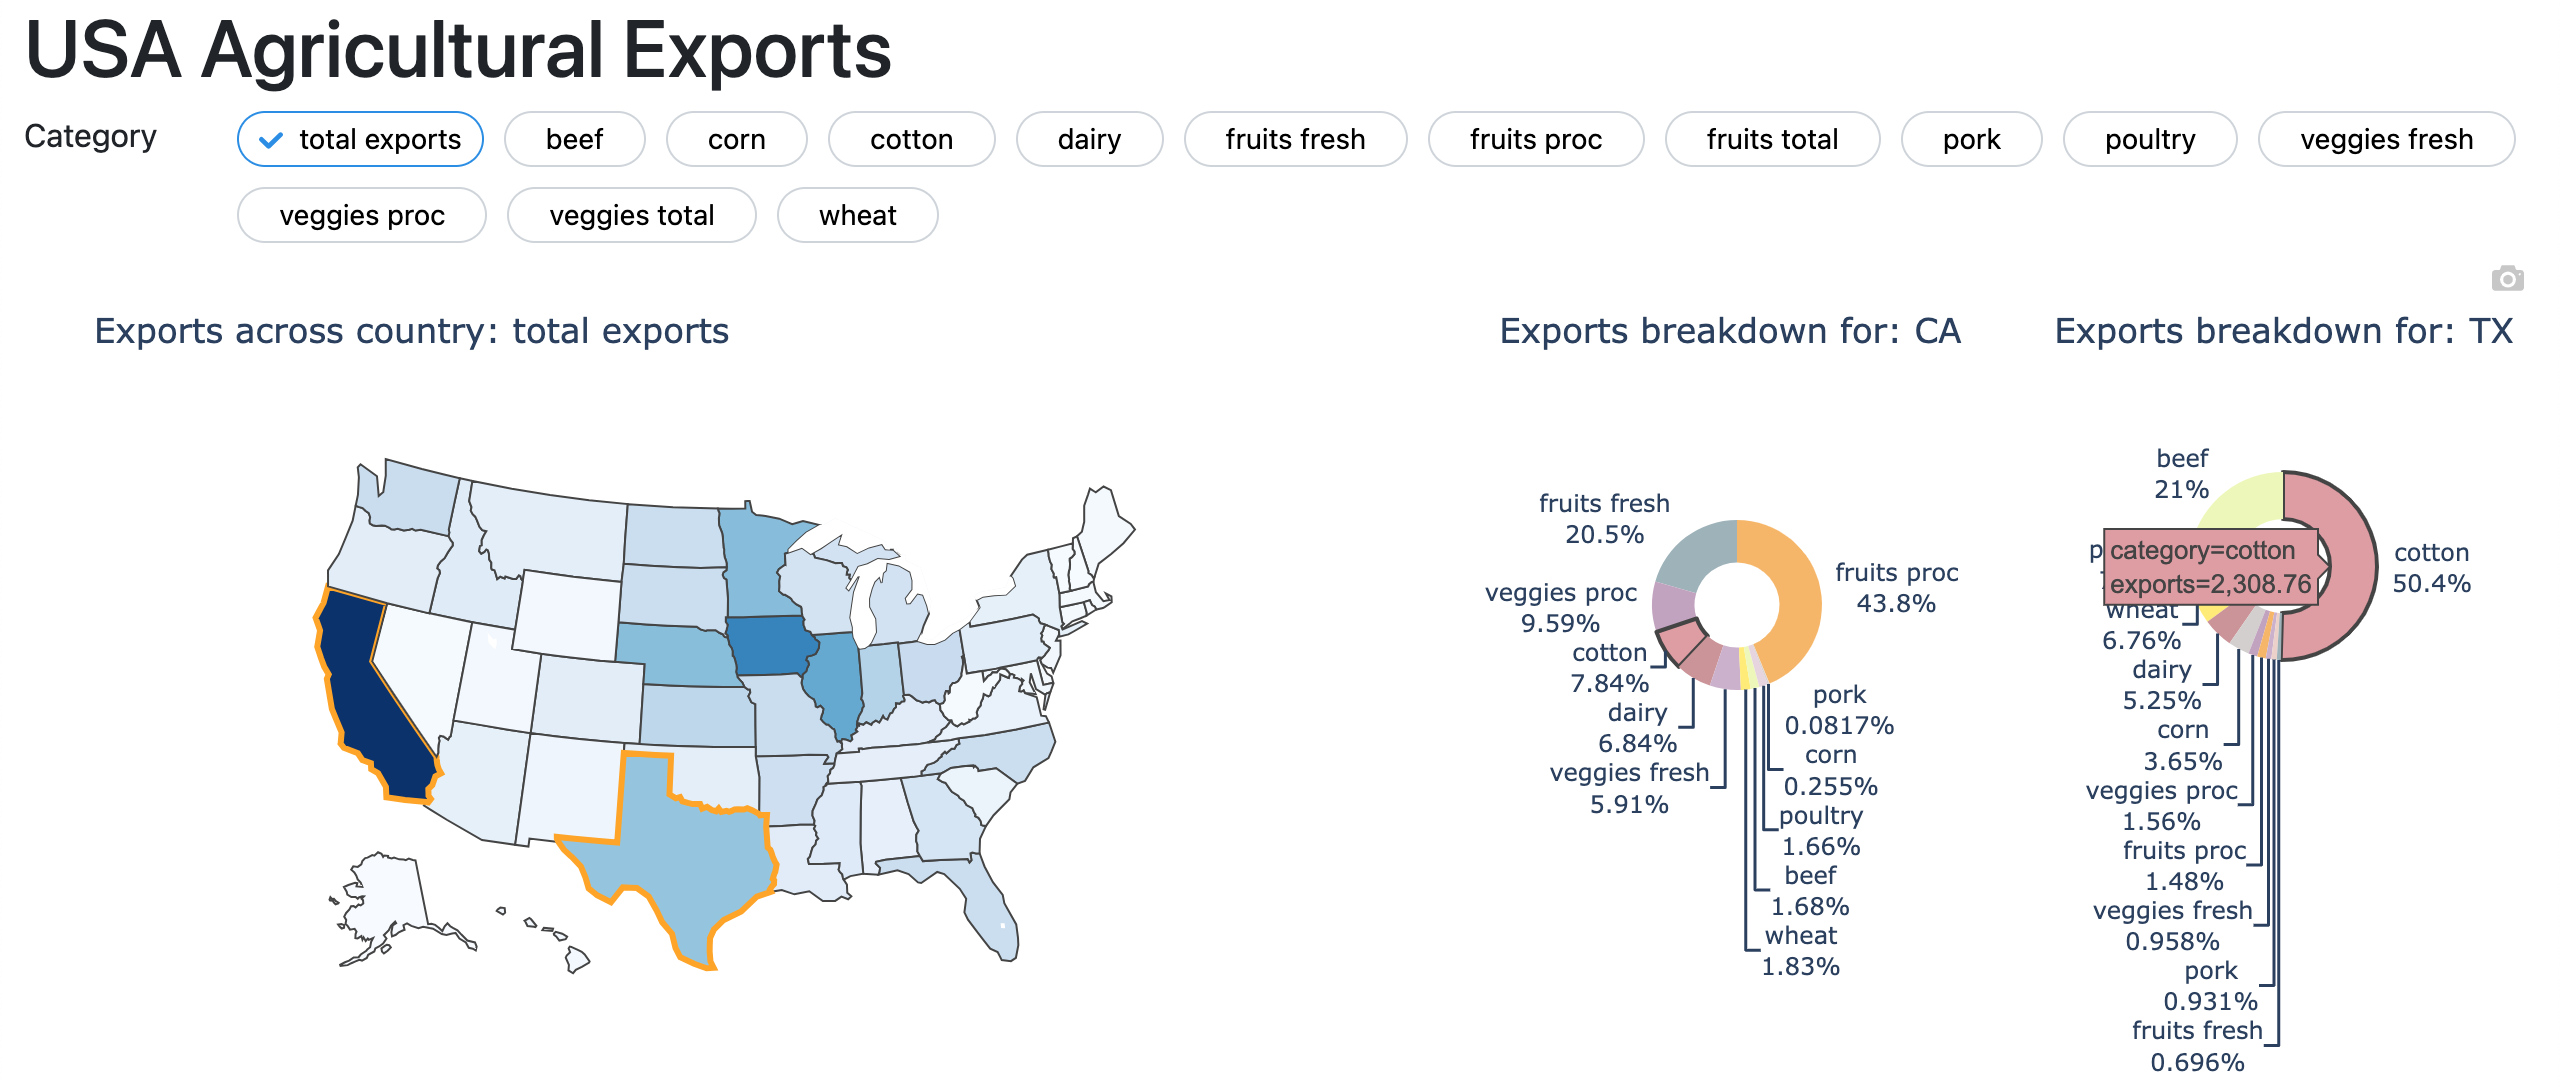 USA Agricultural Exports
Category
total exports
beef
corn
cotton
dairy
fruits fresh
fruits proc
fruits total
pork
poultry
veggies fresh
veggies proc
veggies total
wheat
Exports across country: total exports
Exports breakdown for: CA
Exports breakdown for: TX
fruits fresh
20.5%
veggies proc
9.59%
cotton
7.84%
dairy
6.84%
veggies fresh
5.91%
fruits proc
43.8%
pork
0.0817%
corn
0.255%
poultry
1.66%
beef
1.68%
wheat
1.83%
beef
21%
category=cotton
exports=2,308.76
cotton
50.4%
wheat
6.76%
dairy
5.25%
corn
3.65%
veggies proc
1.56%
fruits proc
1.48%
veggies fresh
0.958%
pork
0.931%
fruits fresh
0.696%